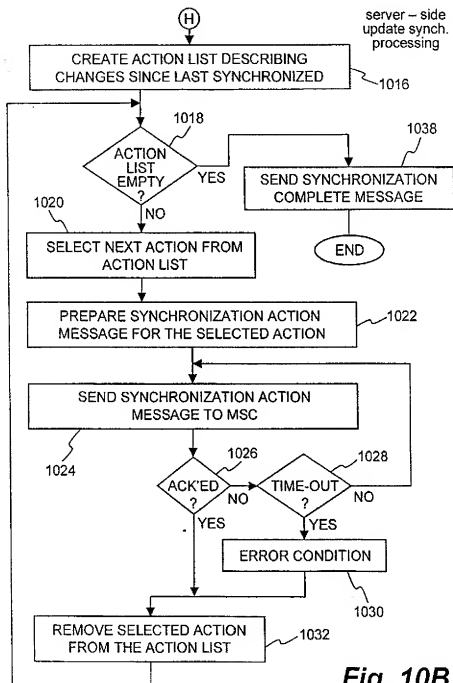 H
server – side
update synch.
processing
CREATE ACTION LIST DESCRIBING
CHANGES SINCE LAST SYNCHRONIZED
1016
1018
ACTION
LIST
EMPTY
?
YES
NO
1038
SEND SYNCHRONIZATION
COMPLETE MESSAGE
END
1020
SELECT NEXT ACTION FROM
ACTION LIST
PREPARE SYNCHRONIZATION ACTION
MESSAGE FOR THE SELECTED ACTION
1022
SEND SYNCHRONIZATION ACTION
MESSAGE TO MSC
1024
1026
ACK'ED
?
NO
YES
1028
TIME-OUT
?
NO
YES
ERROR CONDITION
1030
REMOVE SELECTED ACTION
FROM THE ACTION LIST
1032
Fig. 10B